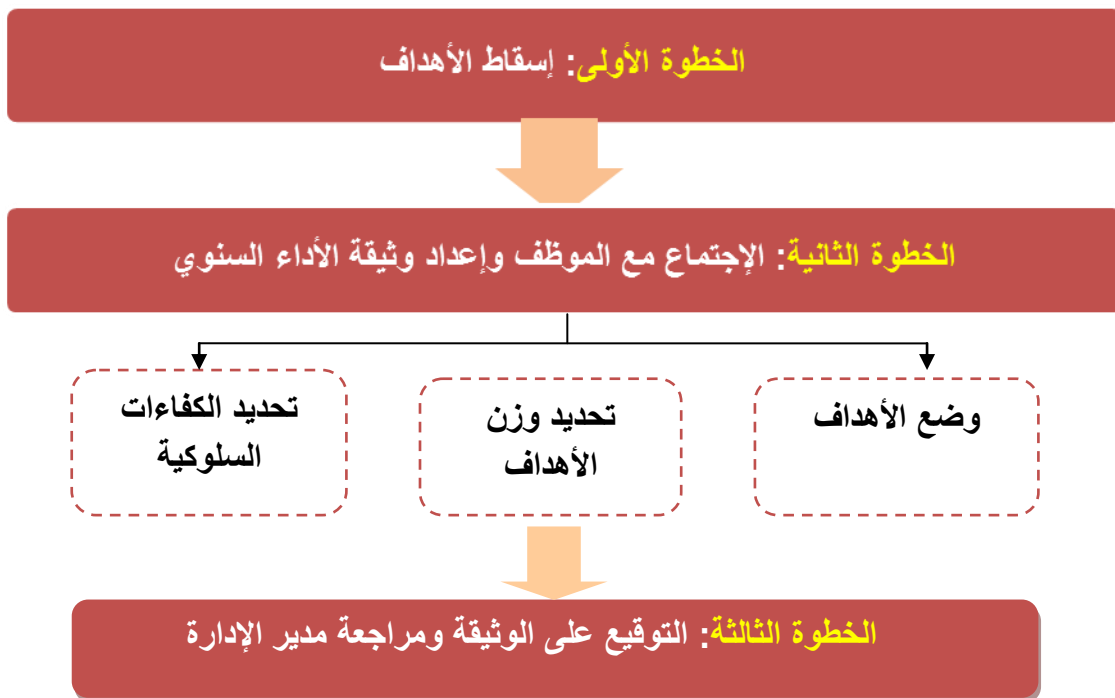 الخطوة الأولى: إسقاط الأهداف
الخطوة الثانية: الإجتماع مع الموظف وإعداد وثيقة الأداء السنوي
وضع الأهداف
تحديد وزن
الأهداف
تحديد الكفاءات
السلوكية
الخطوة الثالثة: التوقيع على الوثيقة ومراجعة مدير الإدارة